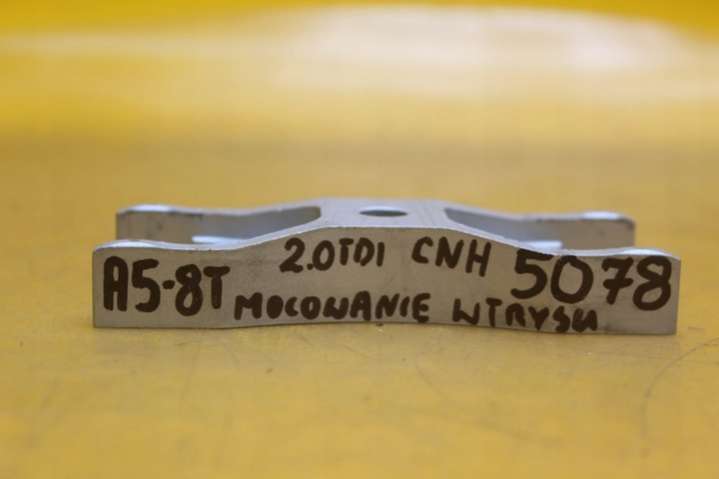 A5-8T 2.0TDI CNH 5078
MOCOWANIE WTRYSKU